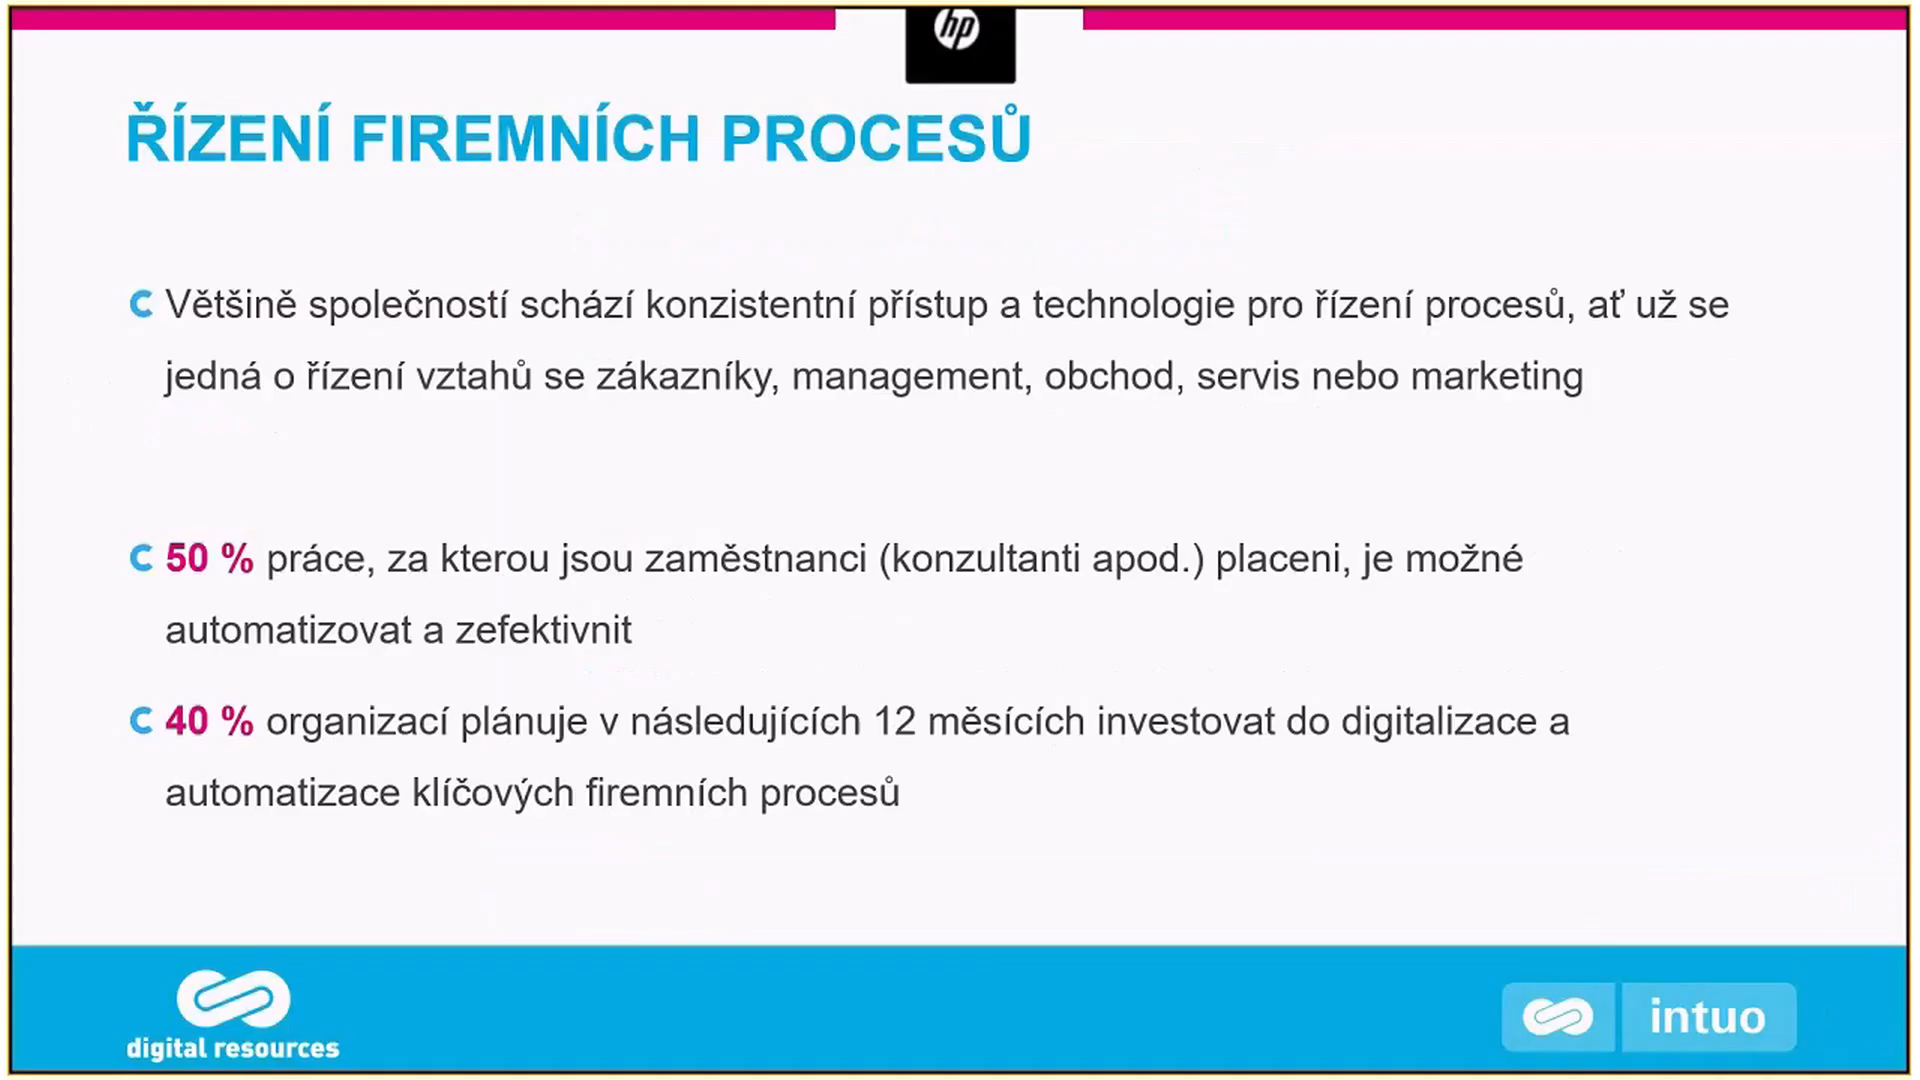 hp
ŘÍZENÍ FIREMNÍCH PROCESŮ
Většině společností schází konzistentní přístup a technologie pro řízení procesů, ať už se
jedná o řízení vztahů se zákazníky, management, obchod, servis nebo marketing
50 % práce, za kterou jsou zaměstnanci (konzultanti apod.) placeni, je možné
automatizovat a zefektivnit
40 % organizací plánuje v následujících 12 měsících investovat do digitalizace a
automatizace klíčových firemních procesů
digital resources
intuo